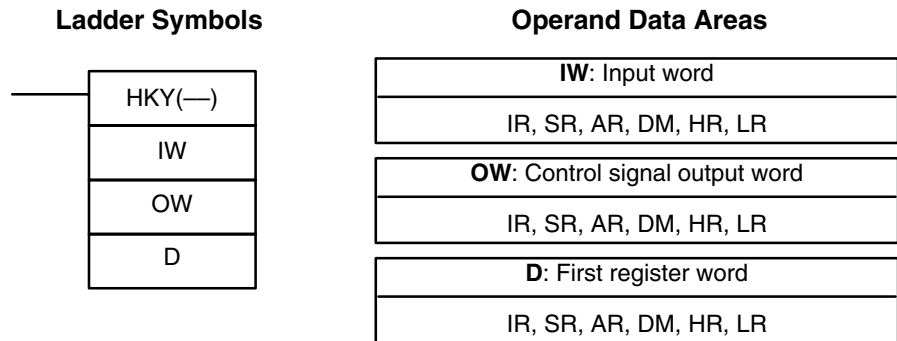 Ladder Symbols
HKY(––)
IW
OW
D
Operand Data Areas
IW: Input word
IR, SR, AR, DM, HR, LR
OW: Control signal output word
IR, SR, AR, DM, HR, LR
D: First register word
IR, SR, AR, DM, HR, LR